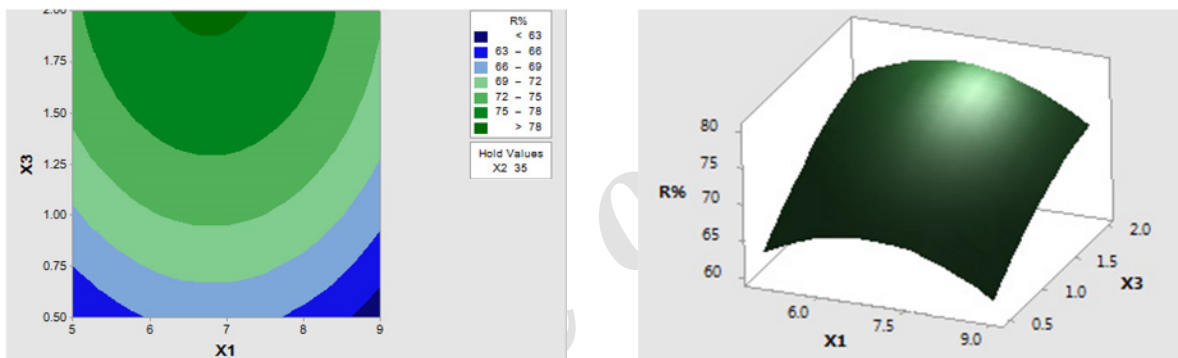 2.00
1.75
1.50
1.25
1.00
0.75
0.50
X3
5 6 7 8 9
X1
R%
< 63
63 – 66
66 – 69
69 – 72
72 – 75
75 – 78
> 78
Hold Values
X2 35
80
75
70
65
60
R%
6.0
7.5
9.0
X1
0.5
1.0
1.5
2.0
X3